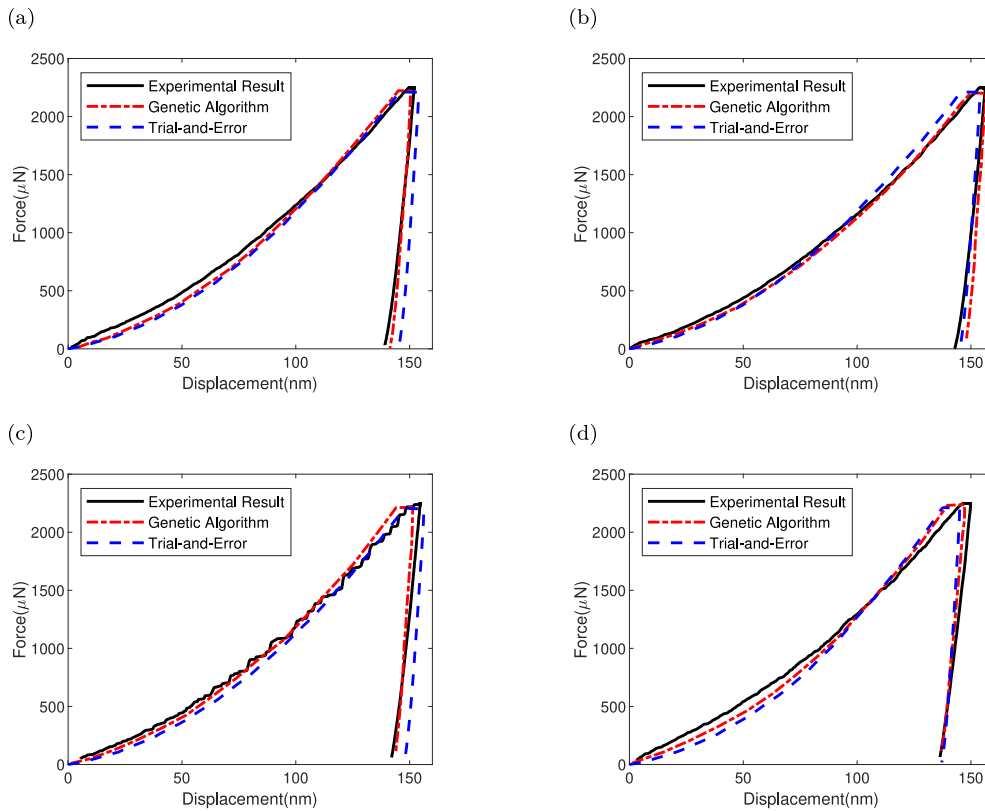 (a)
2500
2000
1500
1000
500
0
Force(μN)
Experimental Result
Genetic Algorithm
Trial-and-Error
0 50 100 150
Displacement(nm)
(b)
2500
2000
1500
1000
500
0
Force(μN)
Experimental Result
Genetic Algorithm
Trial-and-Error
0 50 100 150
Displacement(nm)
(c)
2500
2000
1500
1000
500
0
Force(μN)
Experimental Result
Genetic Algorithm
Trial-and-Error
0 50 100 150
Displacement(nm)
(d)
2500
2000
1500
1000
500
0
Force(μN)
Experimental Result
Genetic Algorithm
Trial-and-Error
0 50 100 150
Displacement(nm)